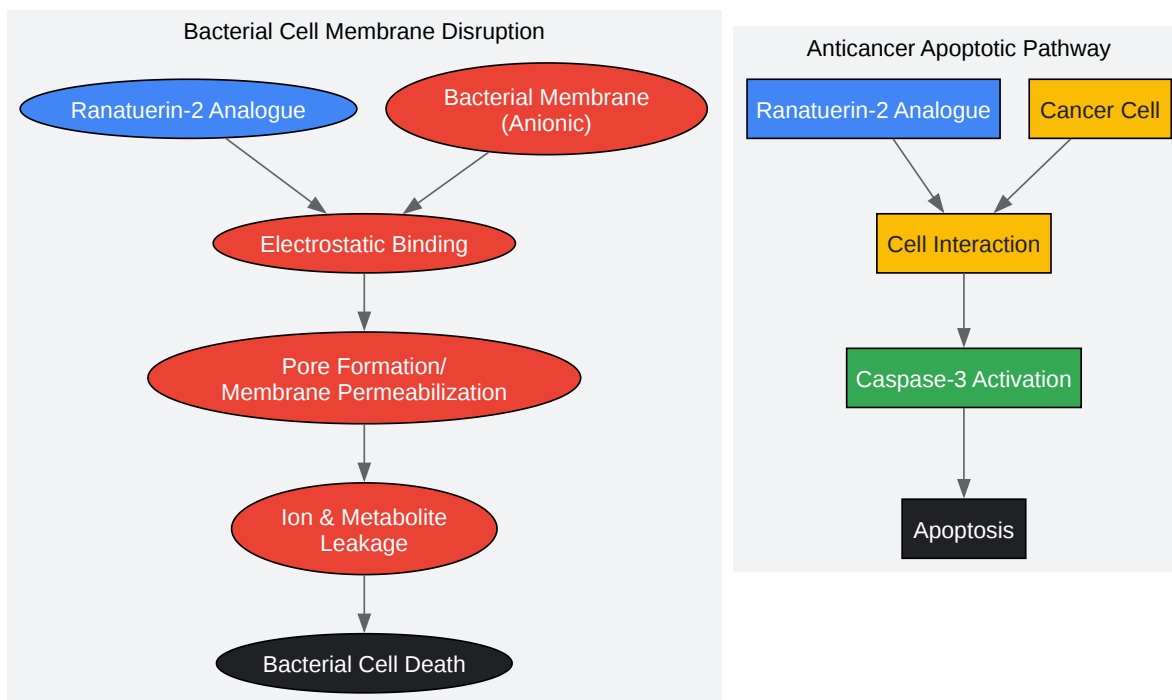 Bacterial Cell Membrane Disruption
Ranatuerin-2 Analogue
Bacterial Membrane
(Anionic)
Electrostatic Binding
Pore Formation/
Membrane Permeabilization
Ion & Metabolite
Leakage
Bacterial Cell Death
Anticancer Apoptotic Pathway
Ranatuerin-2 Analogue
Cancer Cell
Cell Interaction
Caspase-3 Activation
Apoptosis